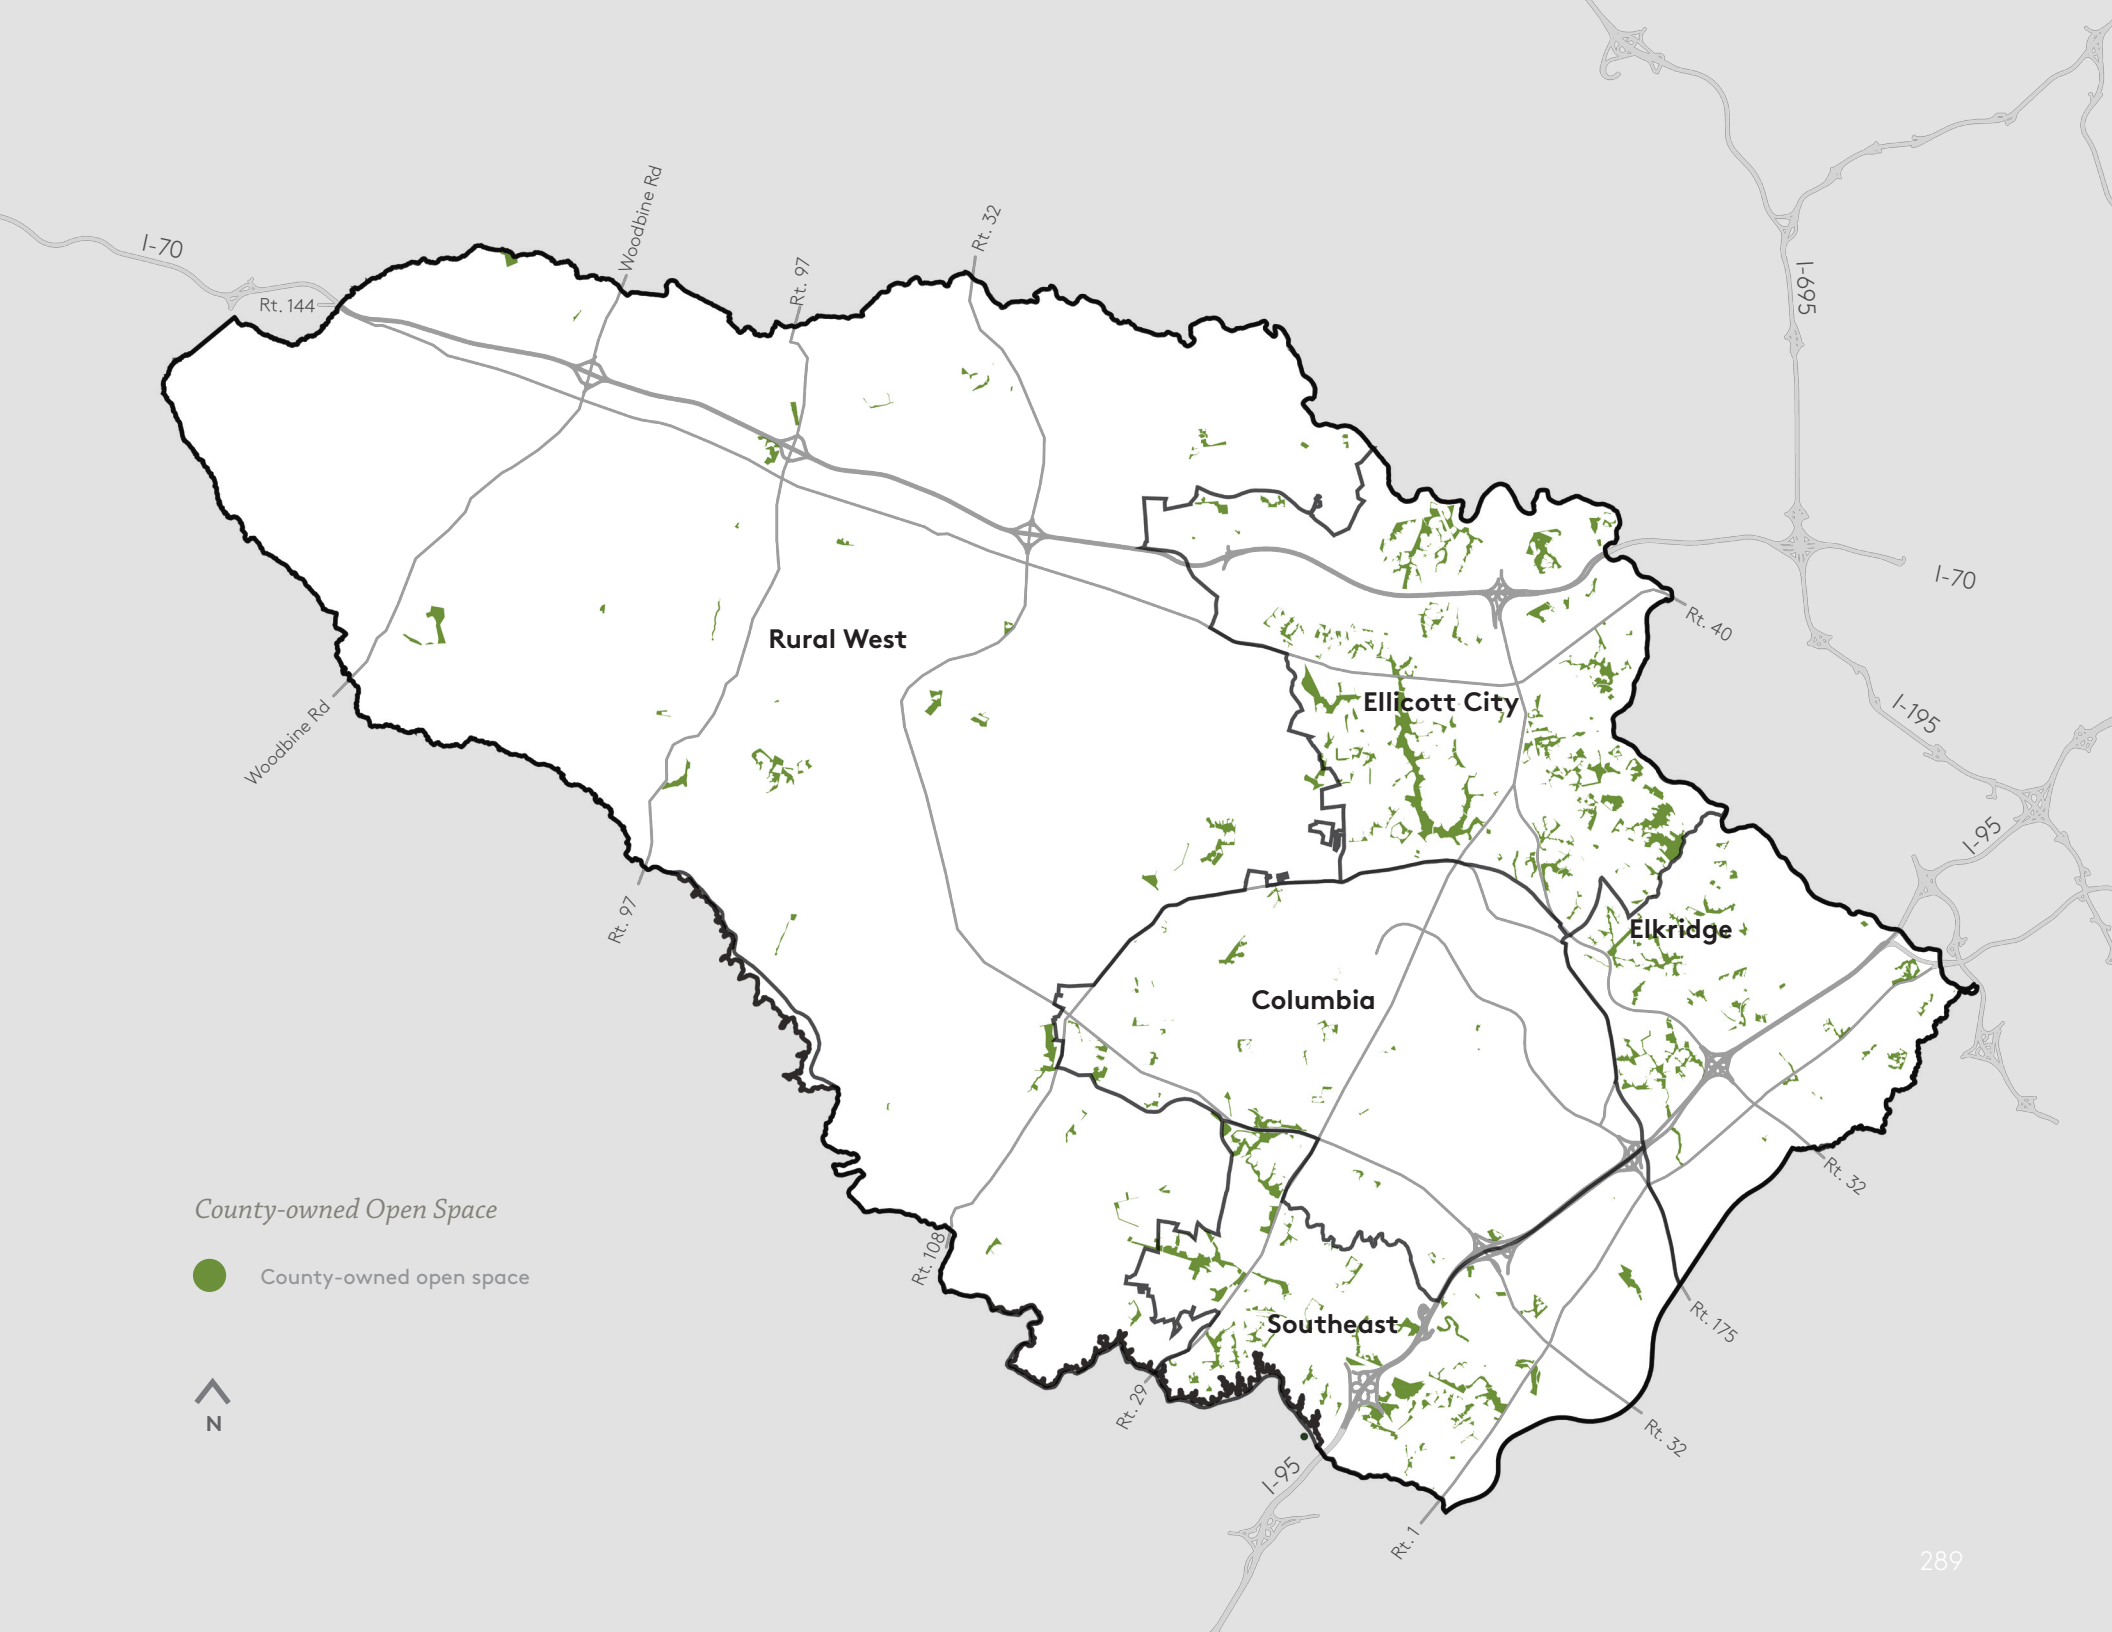 Woodbine Rd
Rt. 32
I-70
Rt. 97
Rt. 144
I-695
I-70
Rt. 40
Rural West
Ellicott City
I-195
Woodbine Rd
I-95
Rt. 97
Elkridge
Columbia
Rt. 32
County-owned Open Space
Rt. 108
County-owned open space
Southeast
Rt. 175
Rt. 29
N
Rt. 32
I-95
Rt. 1
289